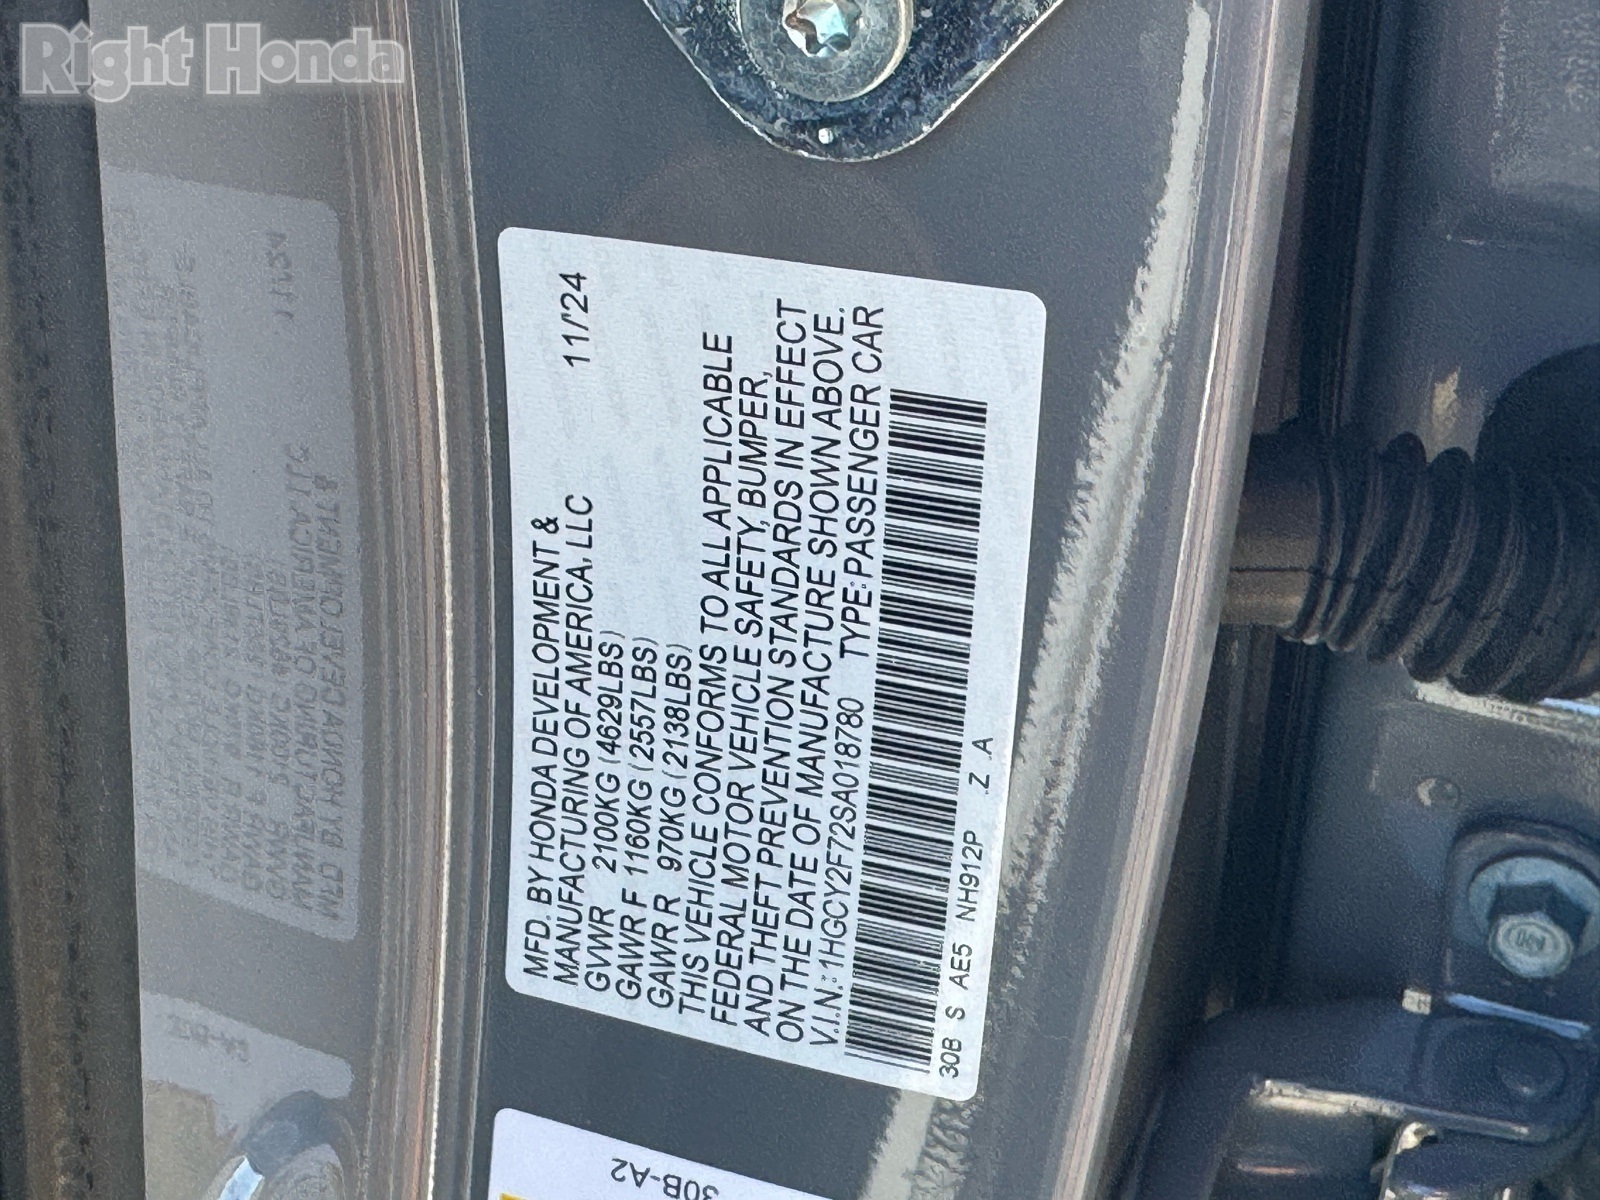 Right Honda
MFD. BY HONDA DEVELOPMENT &
MANUFACTURING OF AMERICA, LLC 11/24
GVWR 2100KG (4629LBS)
GAWR F 1160KG (2557LBS)
GAWR R 970KG (2138LBS)
THIS VEHICLE CONFORMS TO ALL APPLICABLE
FEDERAL MOTOR VEHICLE SAFETY, BUMPER,
AND THEFT PREVENTION STANDARDS IN EFFECT
ON THE DATE OF MANUFACTURE SHOWN ABOVE.
V.I.N.: 1HGCY2F72SA018780 TYPE: PASSENGER CAR
30B S AE5 NH912P .Z A
30B-A2